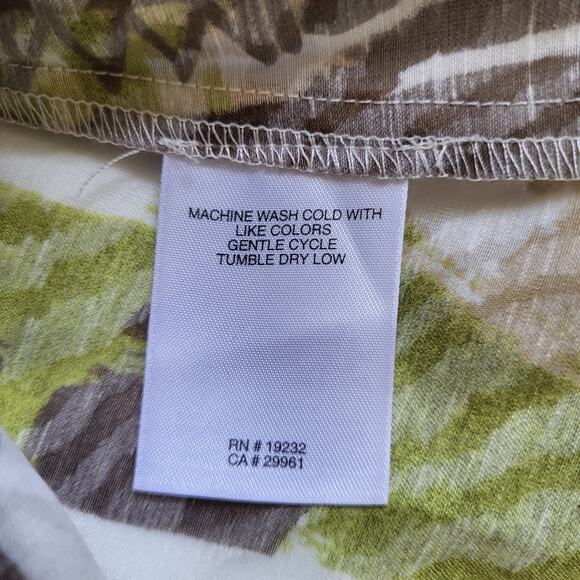 MACHINE WASH COLD WITH
LIKE COLORS
GENTLE CYCLE
TUMBLE DRY LOW
RN # 19232
CA # 29961